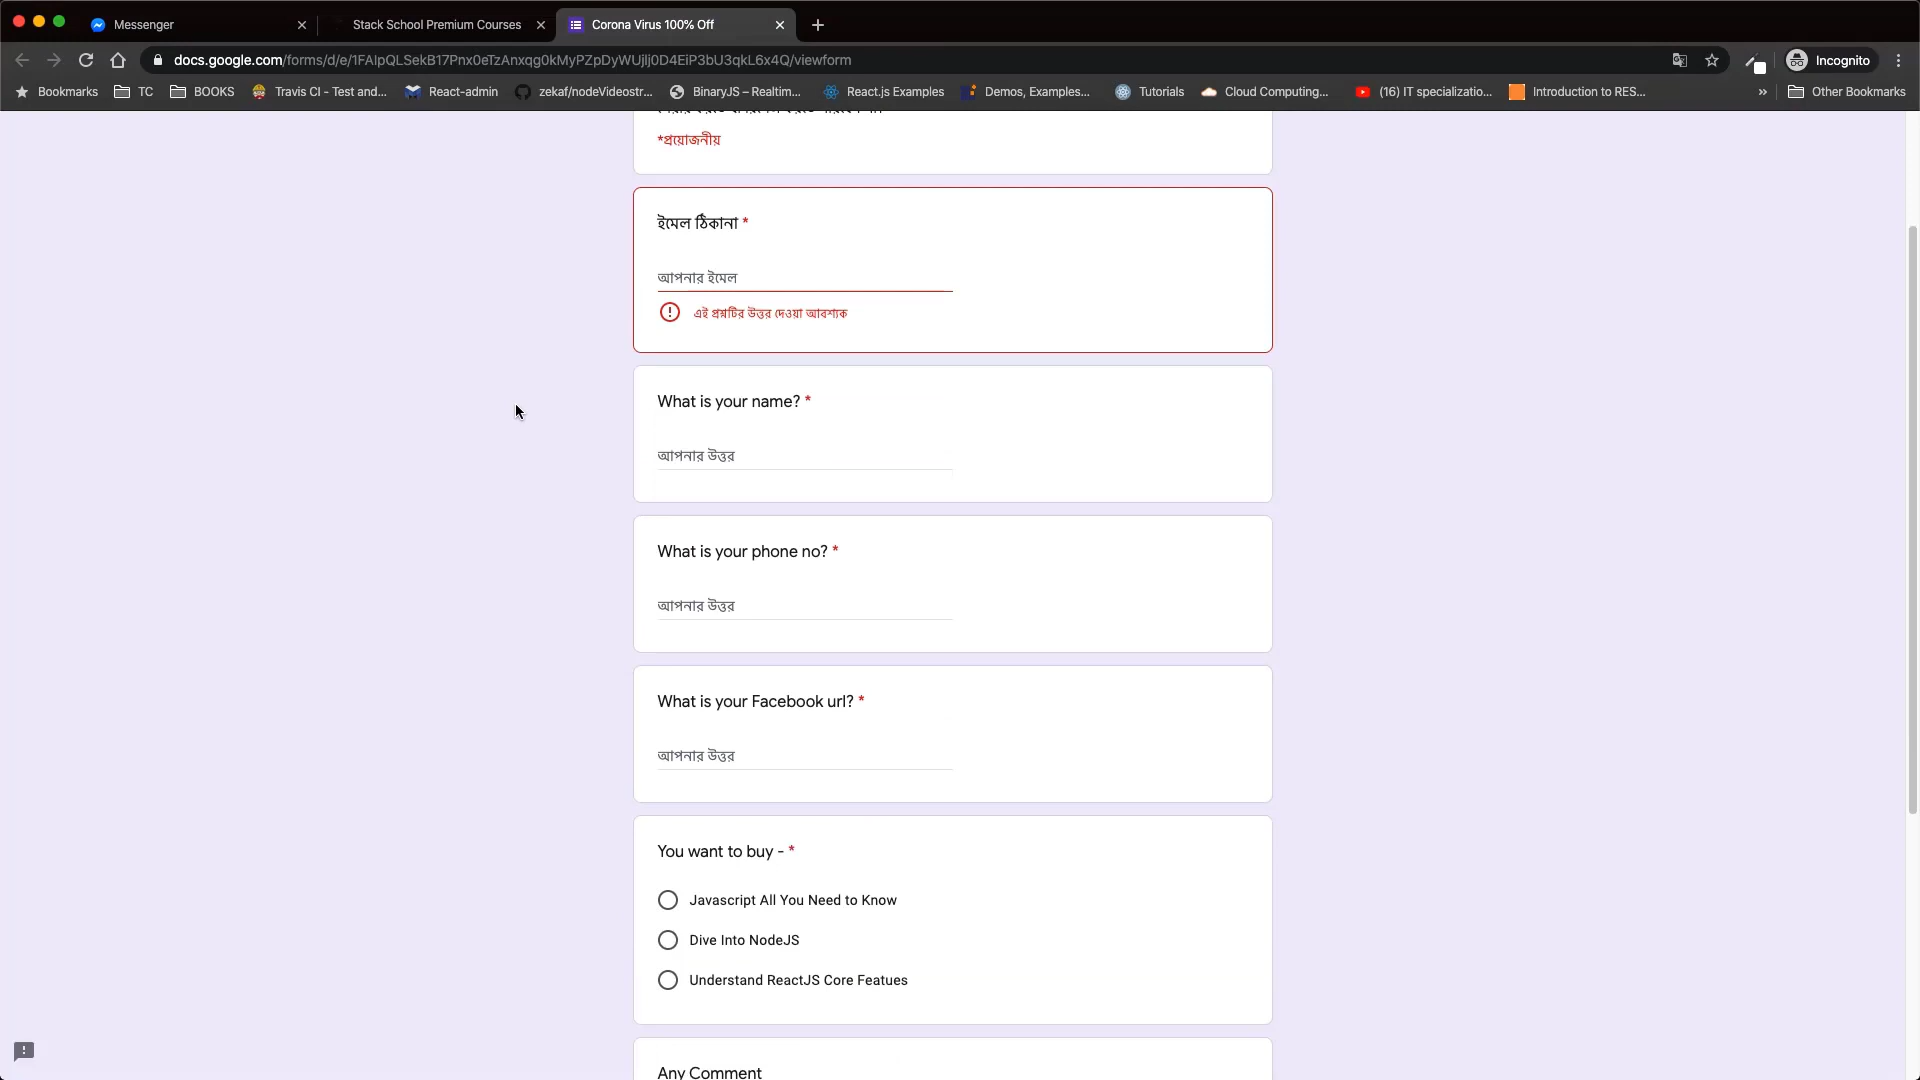 Messenger
Stack School Premium Courses
Corona Virus 100% Off
docs.google.com/forms/d/e/1FAIpQLSekB17Pnx0eTzAnxqg0kMyPZpDyWUjlj0D4EiP3bU3qkL6x4Q/viewform
Incognito
Bookmarks
TC
BOOKS
Travis CI - Test and...
React-admin
zekaf/nodeVideostr...
BinaryJS – Realtim...
React.js Examples
Demos, Examples...
Tutorials
Cloud Computing...
(16) IT specializatio...
Introduction to RES...
»
Other Bookmarks
*প্রয়োজনীয়
ইমেল ঠিকানা *
আপনার ইমেল
এই প্রশ্নটির উত্তর দেওয়া আবশ্যক
What is your name? *
আপনার উত্তর
What is your phone no? *
আপনার উত্তর
What is your Facebook url? *
আপনার উত্তর
You want to buy - *
Javascript All You Need to Know
Dive Into NodeJS
Understand ReactJS Core Featues
Any Comment